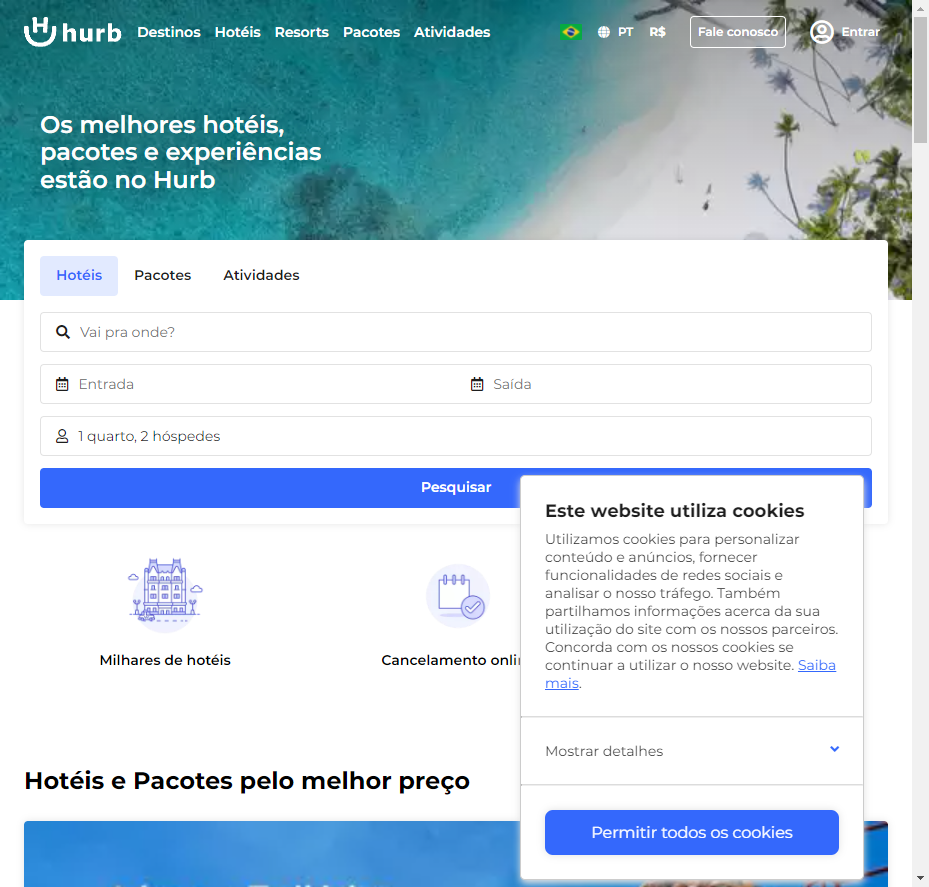 hurb Destinos Hotéis Resorts Pacotes Atividades PT R$ Fale conosco Entrar
Os melhores hotéis,
pacotes e experiências
estão no Hurb
Hotéis Pacotes Atividades
Vai pra onde?
Entrada Saída
1 quarto, 2 hóspedes
Pesquisar
Milhares de hotéis
Cancelamento
Hotéis e Pacotes pelo melhor preço
Este website utiliza cookies
Utilizamos cookies para personalizar
conteúdo e anúncios, fornecer
funcionalidades de redes sociais e
analisar o nosso tráfego. Também
partilhamos informações acerca da sua
utilização do site com os nossos parceiros.
Concorda com os nossos cookies se
continuar a utilizar o nosso website. Saiba
mais.
Mostrar detalhes
Permitir todos os cookies